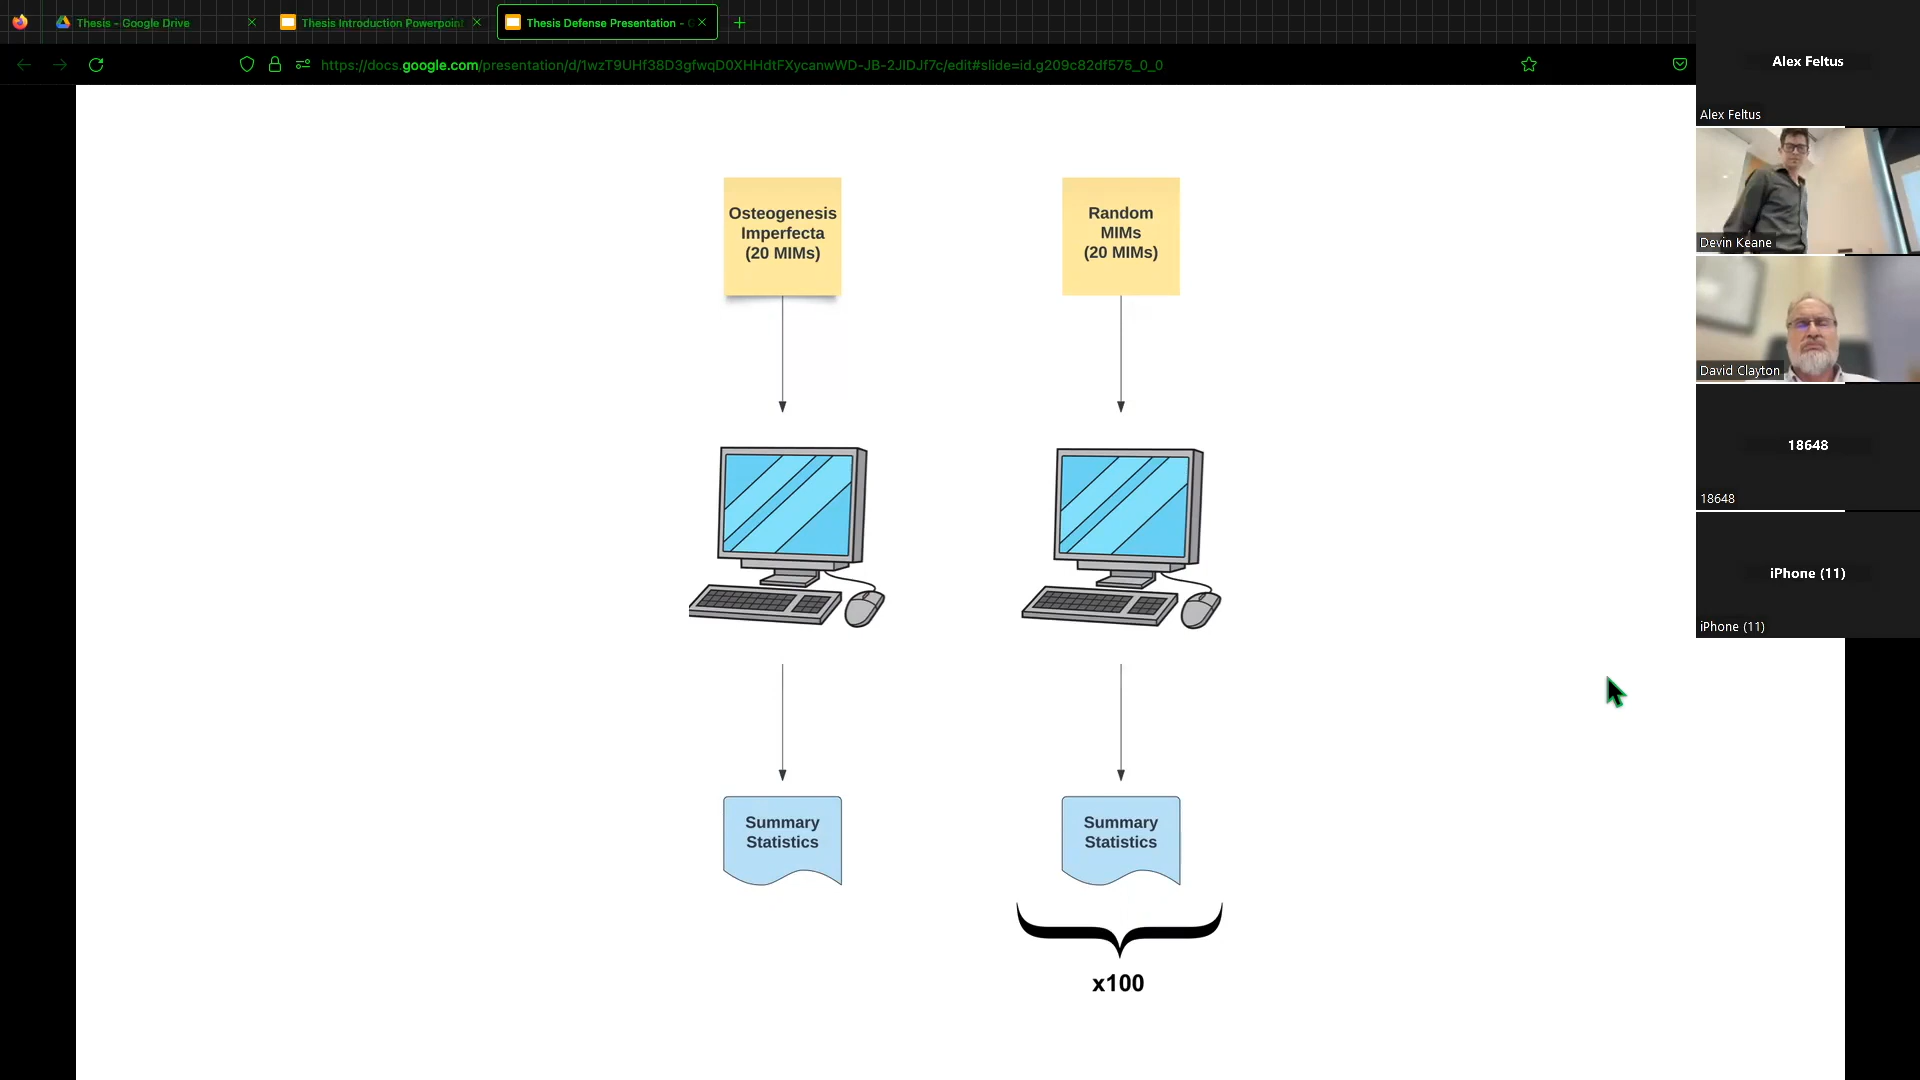 Thesis - Google Drive
Thesis Introduction Powerpoint
Thesis Defense Presentation -
https://docs.google.com/presentation/d/1wzT9UHf38D3gfwqD0XHHdtFXycanwWD-JB-2JIDJf7c/edit#slide=id.g209c82df575_0_0
Osteogenesis
Imperfecta
(20 MIMs)
Random
MIMs
(20 MIMs)
Summary
Statistics
Summary
Statistics
x100
Alex Feltus
Alex Feltus
Devin Keane
David Clayton
18648
18648
iPhone (11)
iPhone (11)